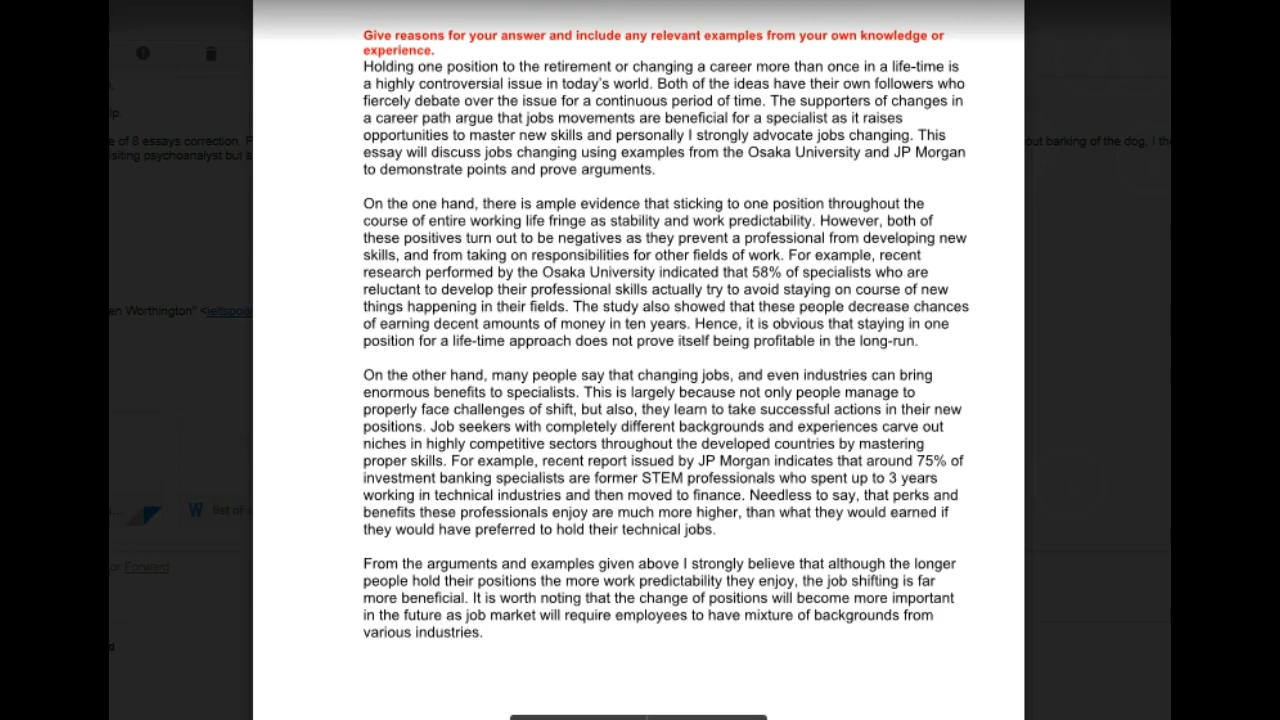 Give reasons for your answer and include any relevant examples from your own knowledge or
experience.
Holding one position to the retirement or changing a career more than once in a life-time is
a highly controversial issue in today's world. Both of the ideas have their own followers who
fiercely debate over the issue for a continuous period of time. The supporters of changes in
a career path argue that jobs movements are beneficial for a specialist as it raises
opportunities to master new skills and personally I strongly advocate jobs changing. This
essay will discuss jobs changing using examples from the Osaka University and JP Morgan
to demonstrate points and prove arguments.
On the one hand, there is ample evidence that sticking to one position throughout the
course of entire working life fringe as stability and work predictability. However, both of
these positives turn out to be negatives as they prevent a professional from developing new
skills, and from taking on responsibilities for other fields of work. For example, recent
research performed by the Osaka University indicated that 58% of specialists who are
reluctant to develop their professional skills actually try to avoid staying on course of new
things happening in their fields. The study also showed that these people decrease chances
of earning decent amounts of money in ten years. Hence, it is obvious that staying in one
position for a life-time approach does not prove itself being profitable in the long-run.
On the other hand, many people say that changing jobs, and even industries can bring
enormous benefits to specialists. This is largely because not only people manage to
properly face challenges of shift, but also, they learn to take successful actions in their new
positions. Job seekers with completely different backgrounds and experiences carve out
niches in highly competitive sectors throughout the developed countries by mastering
proper skills. For example, recent report issued by JP Morgan indicates that around 75% of
investment banking specialists are former STEM professionals who spent up to 3 years
working in technical industries and then moved to finance. Needless to say, that perks and
benefits these professionals enjoy are much more higher, than what they would earned if
they would have preferred to hold their technical jobs.
From the arguments and examples given above I strongly believe that although the longer
people hold their positions the more work predictability they enjoy, the job shifting is far
more beneficial. It is worth noting that the change of positions will become more important
in the future as job market will require employees to have mixture of backgrounds from
various industries.
e of 8 essays correction.
out barking of the dog, I
siting psychoanalyst but
en Worthington" <ieltspo
W list of
or Forward